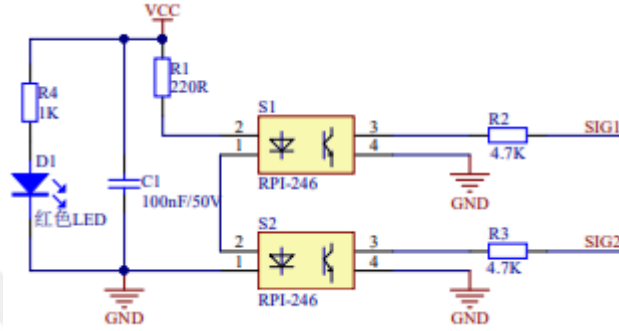 VCC
R1
220R
R4
1K
S1
2
1
3
4
RPI-246
R2
4.7K
SIG1
D1
红色LED
C1
100nF/50V
GND
S2
2
1
3
4
RPI-246
R3
4.7K
SIG2
GND
GND